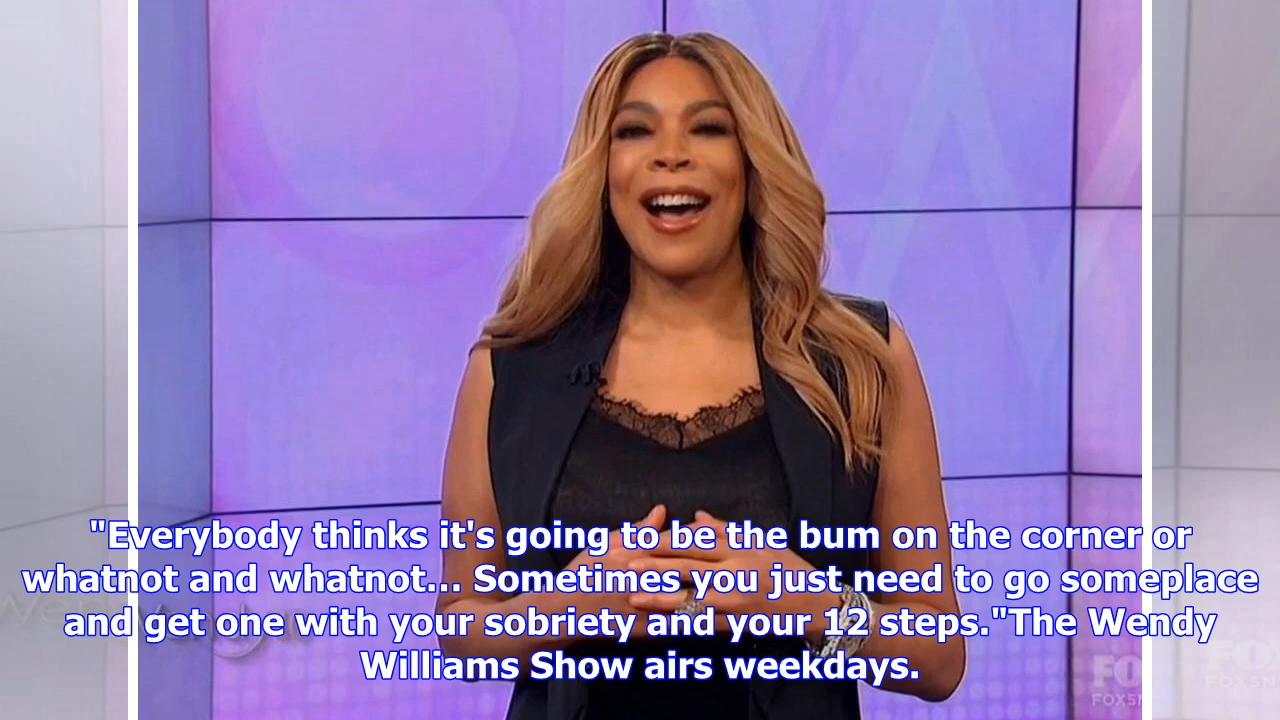 "Everybody thinks it's going to be the bum on the corner or
whatnot and whatnot... Sometimes you just need to go someplace
and get one with your sobriety and your 12 steps."The Wendy
Williams Show airs weekdays.
FOX5N
FOX5N